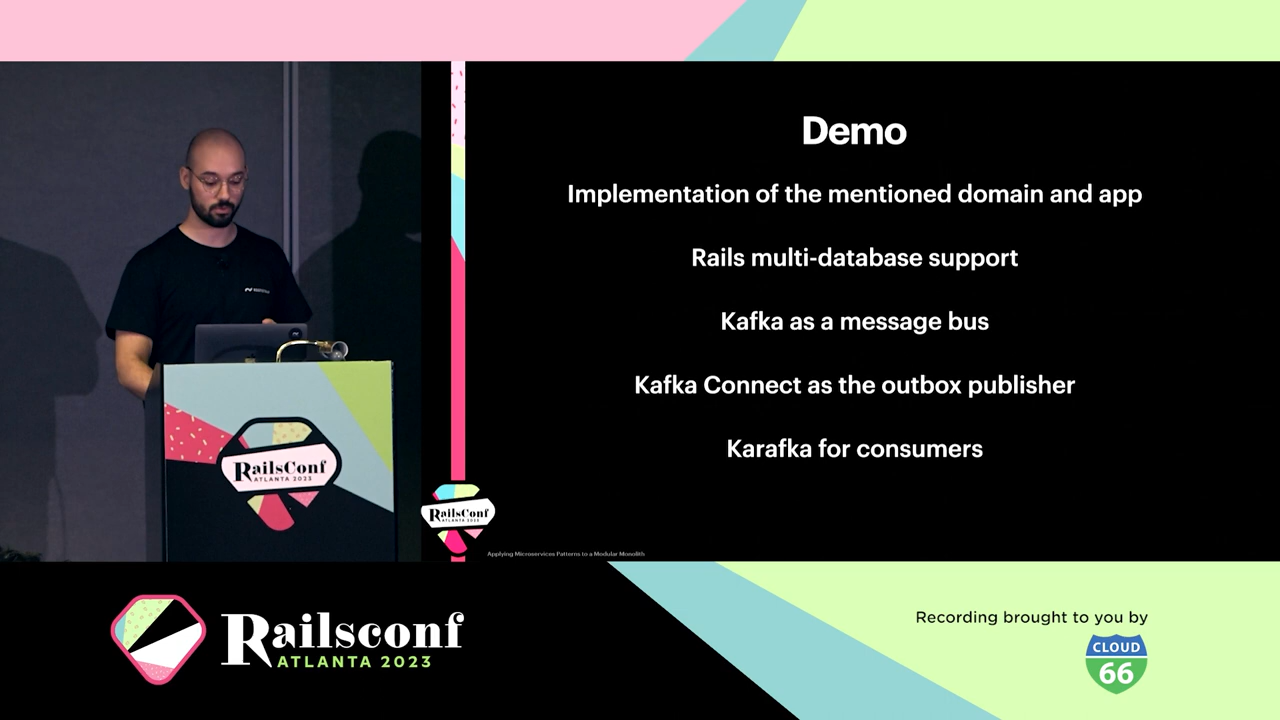 Demo
Implementation of the mentioned domain and app
Rails multi-database support
Kafka as a message bus
Kafka Connect as the outbox publisher
Karafka for consumers
Applying Microservices Patterns to a Modular Monolith
RailsConf
ATLANTA 2023
RailsConf
ATLANTA 2023
Railsconf
ATLANTA 2023
Recording brought to you by
CLOUD
66